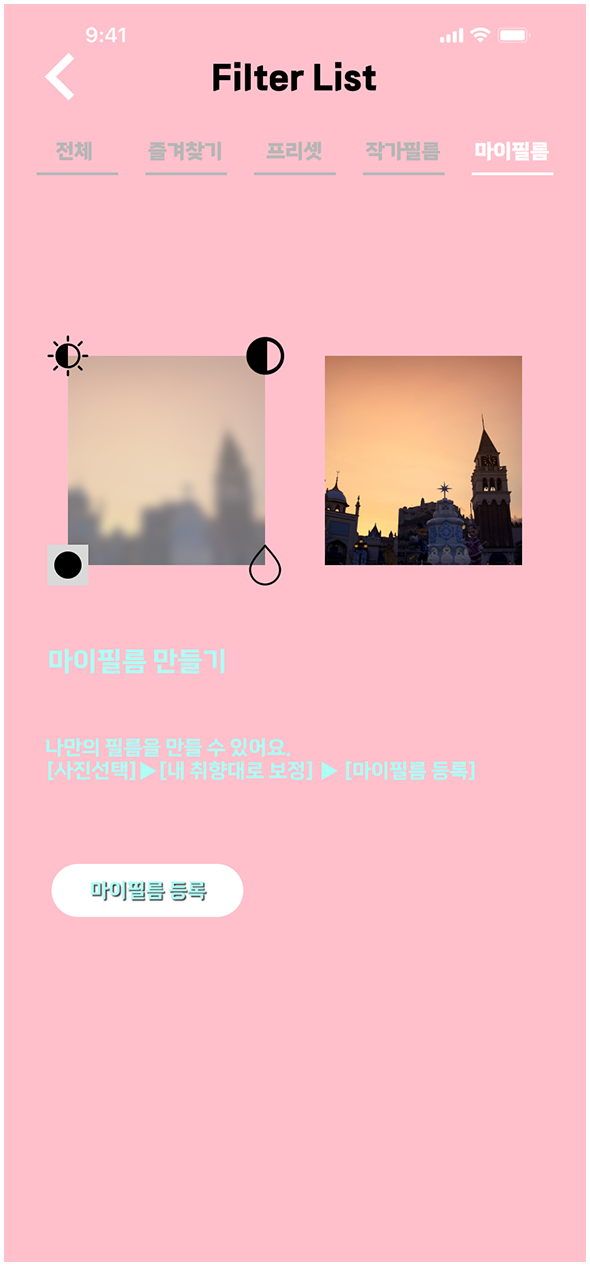 9:41
Filter List
전체 즐겨찾기 프리셋 작가필름 마이필름
마이필름 만들기
나만의 필름을 만들 수 있어요.
[사진선택]▶[내 취향대로 보정] ▶ [마이필름 등록]
마이필름 등록